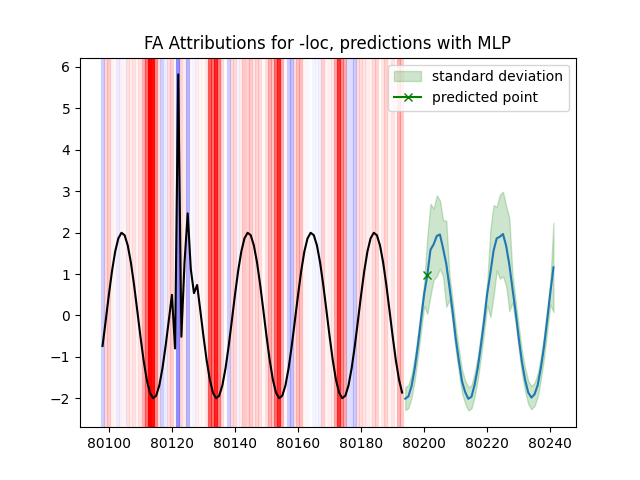 FA Attributions for -loc, predictions with MLP
standard deviation
predicted point
6
5
4
3
2
1
0
−1
−2
80100 80120 80140 80160 80180 80200 80220 80240